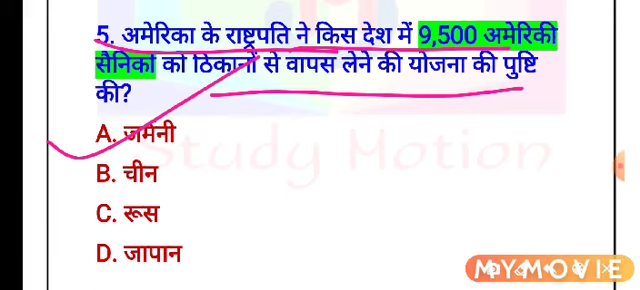 5. अमेरिका के राष्ट्रपति ने किस देश में 9,500 अमेरिकी
सैनिकों को ठिकानों से वापस लेने की योजना की पुष्टि
की?
A. जर्मनी
B. चीन
C. रूस
D. जापान
Study Motion
MYMOVIE